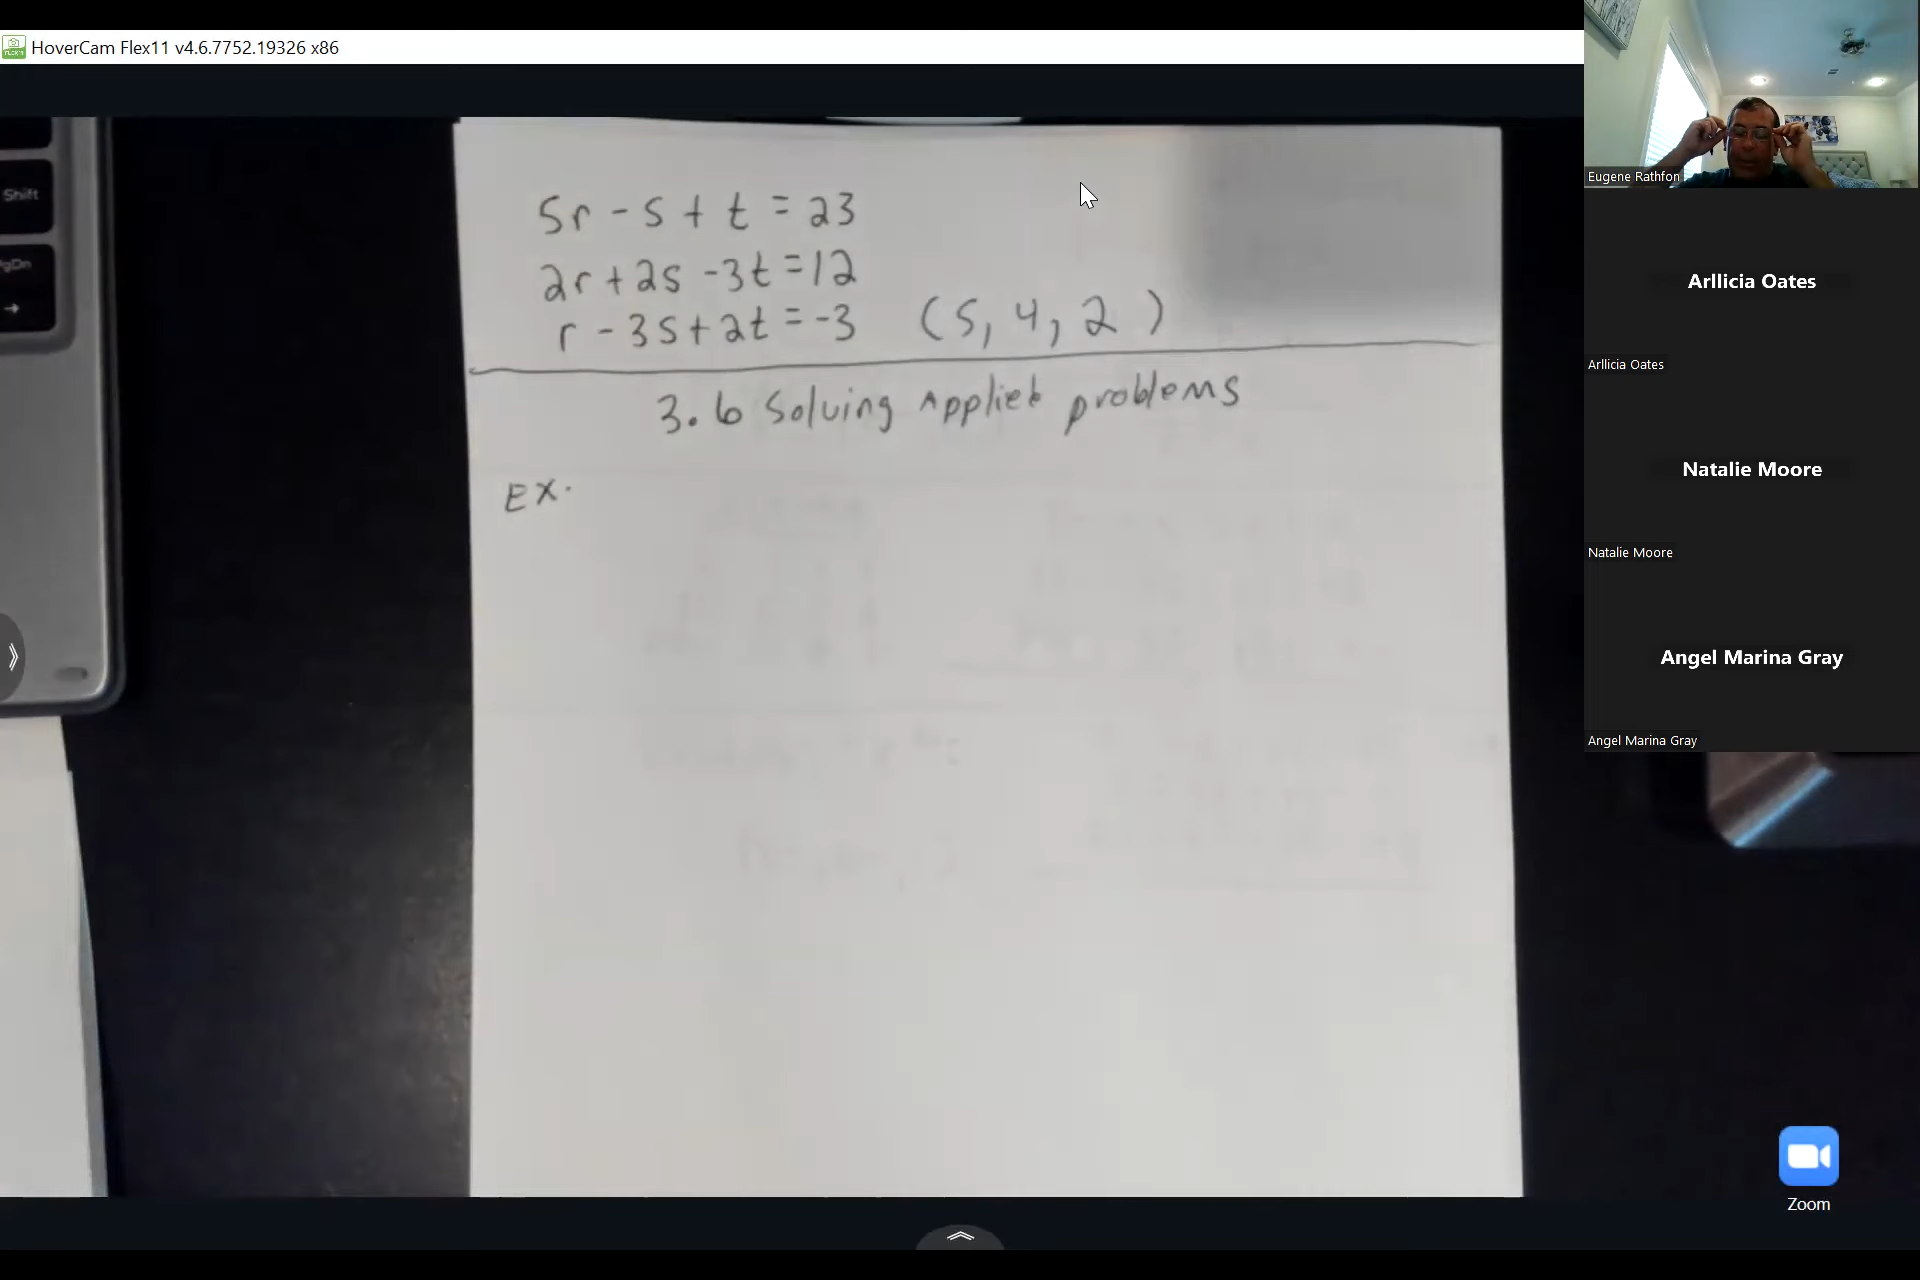 HoverCam Flex11 v4.6.7752.19326 x86
Shift
PgDn
5r - s + t = 23
2r + 2s - 3t = 12
r - 3s + 2t = -3 (5, 4, 2)
3.6 Solving Applied problems
EX.
Eugene Rathfon
Arllicia Oates
Arllicia Oates
Natalie Moore
Natalie Moore
Angel Marina Gray
Angel Marina Gray
Zoom